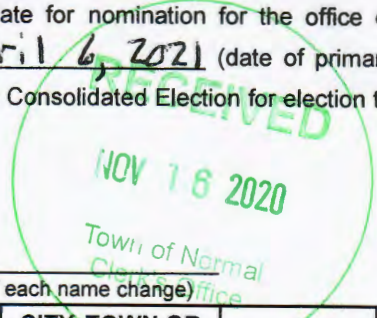 ate for nomination for the office
April 6, 2021 (date of primar
RECEIVED
Consolidated Election for election
NOV 16 2020
Town of Normal
Clerk's Office
each name change)
CITY, TOWN OR